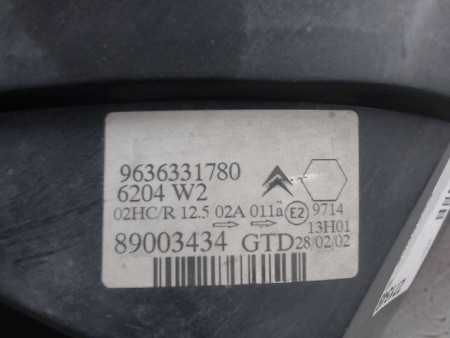 9636331780
6204 W2
02HC/R 12.5 02A 011a E2 9714
13H01
89003434 GTD 28/02/02